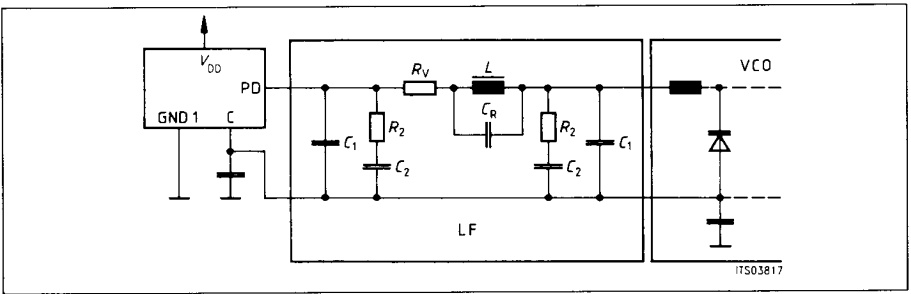 V_DD
PD
GND 1
C
C_1
R_2
C_2
R_V
L
C_R
R_2
C_2
C_1
LF
VCO
ITS03817